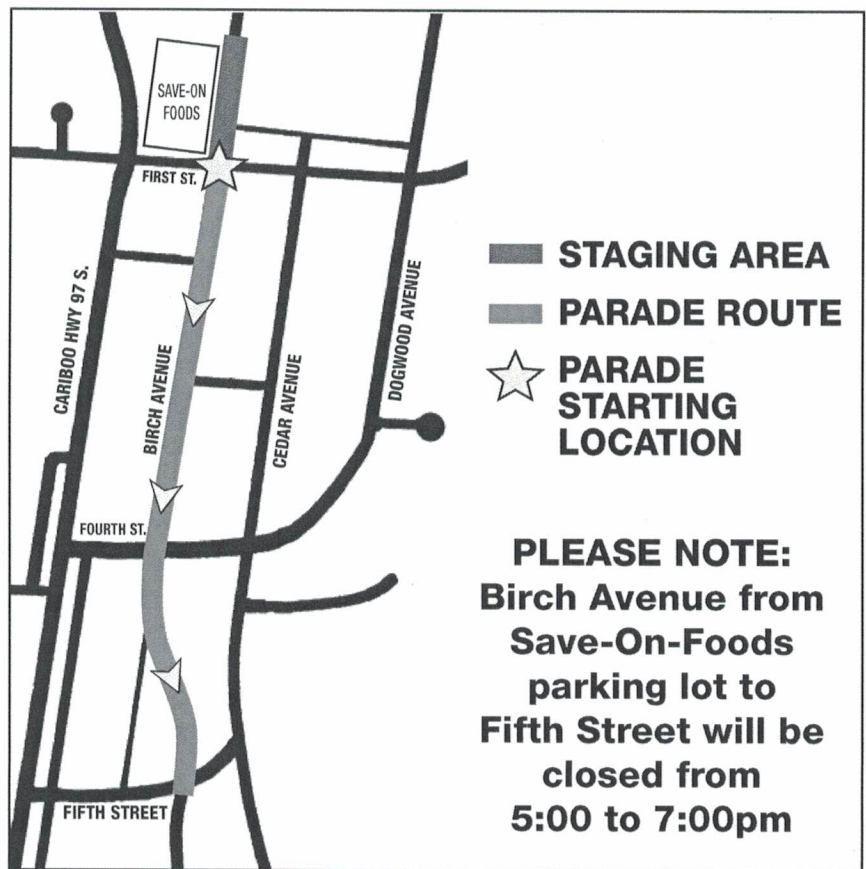 SAVE-ON
FOODS
FIRST ST.
CARIBOO HWY 97 S.
BIRCH AVENUE
CEDAR AVENUE
DOGWOOD AVENUE
FOURTH ST.
FIFTH STREET
STAGING AREA
PARADE ROUTE
PARADE
STARTING
LOCATION
PLEASE NOTE:
Birch Avenue from
Save-On-Foods
parking lot to
Fifth Street will be
closed from
5:00 to 7:00pm